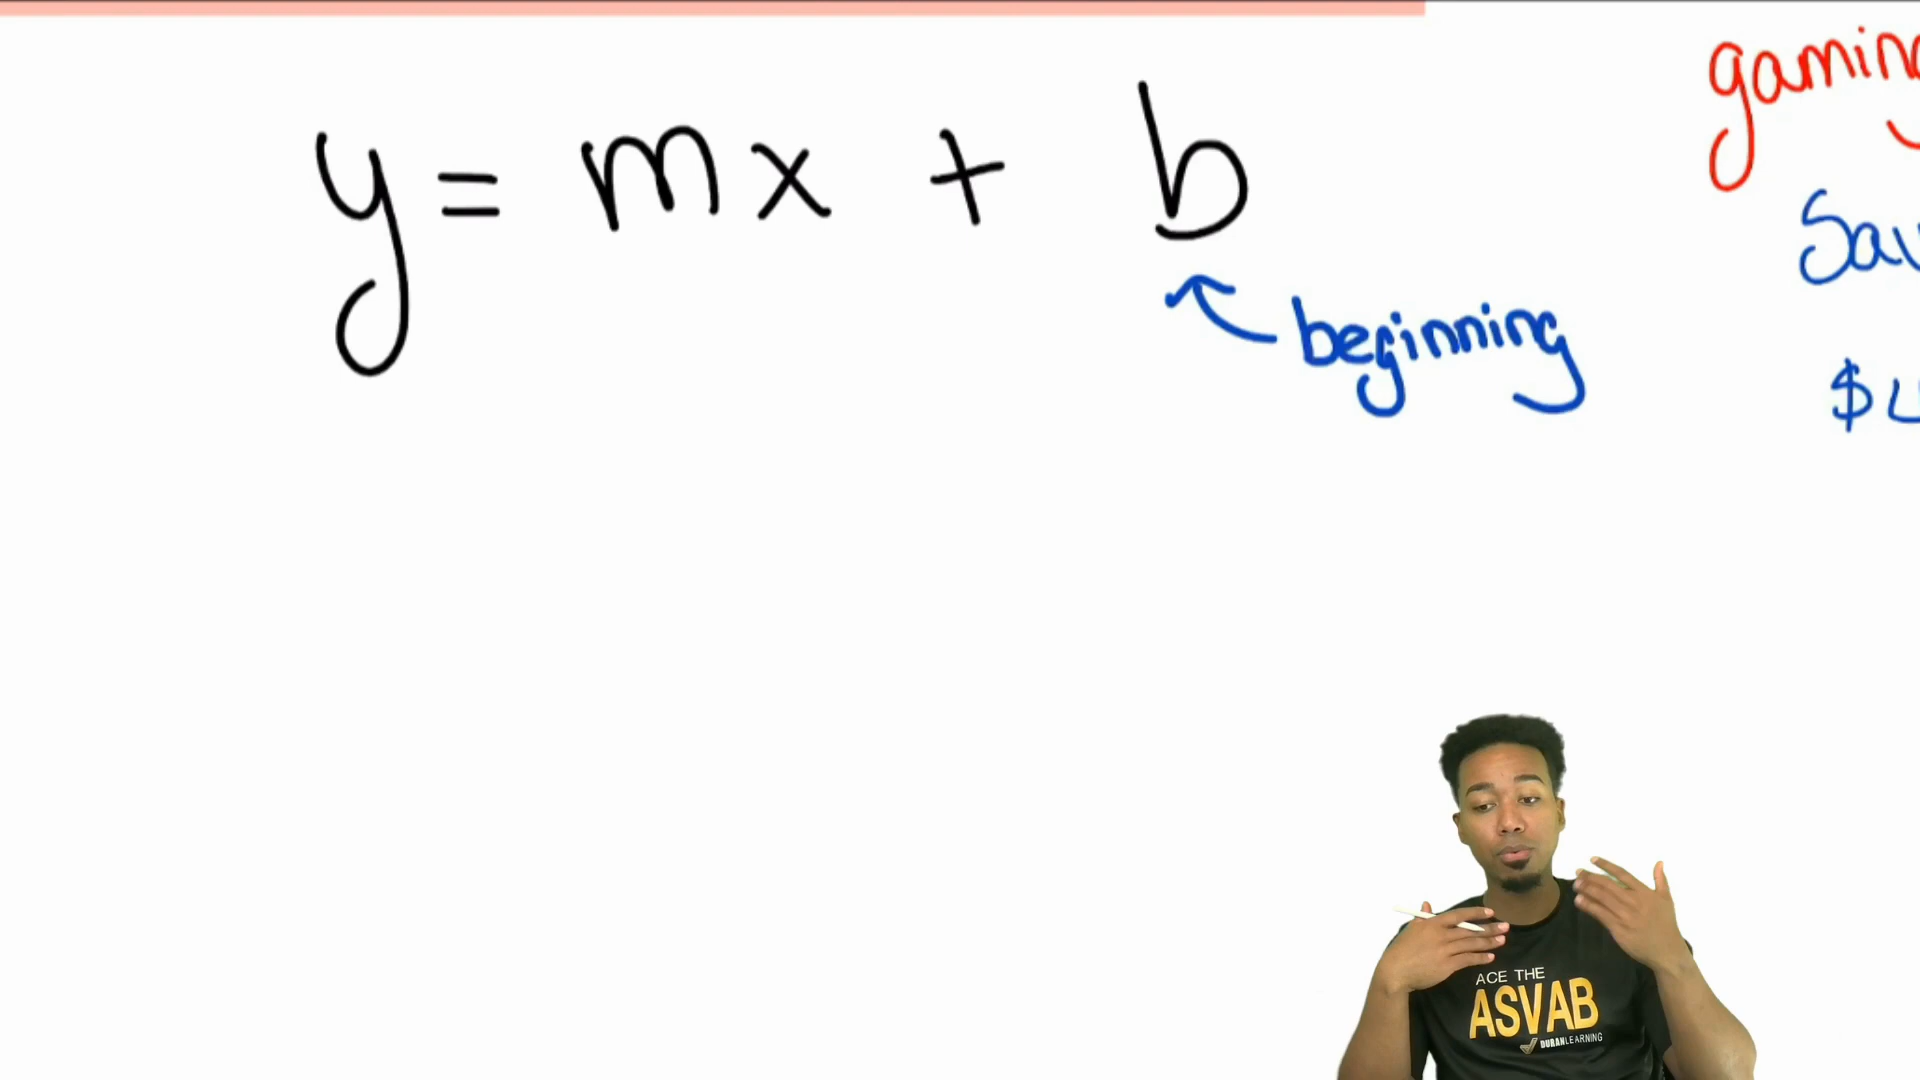 y = mx + b
beginning
$
ACE THE
ASVAB
DURANLEARNING